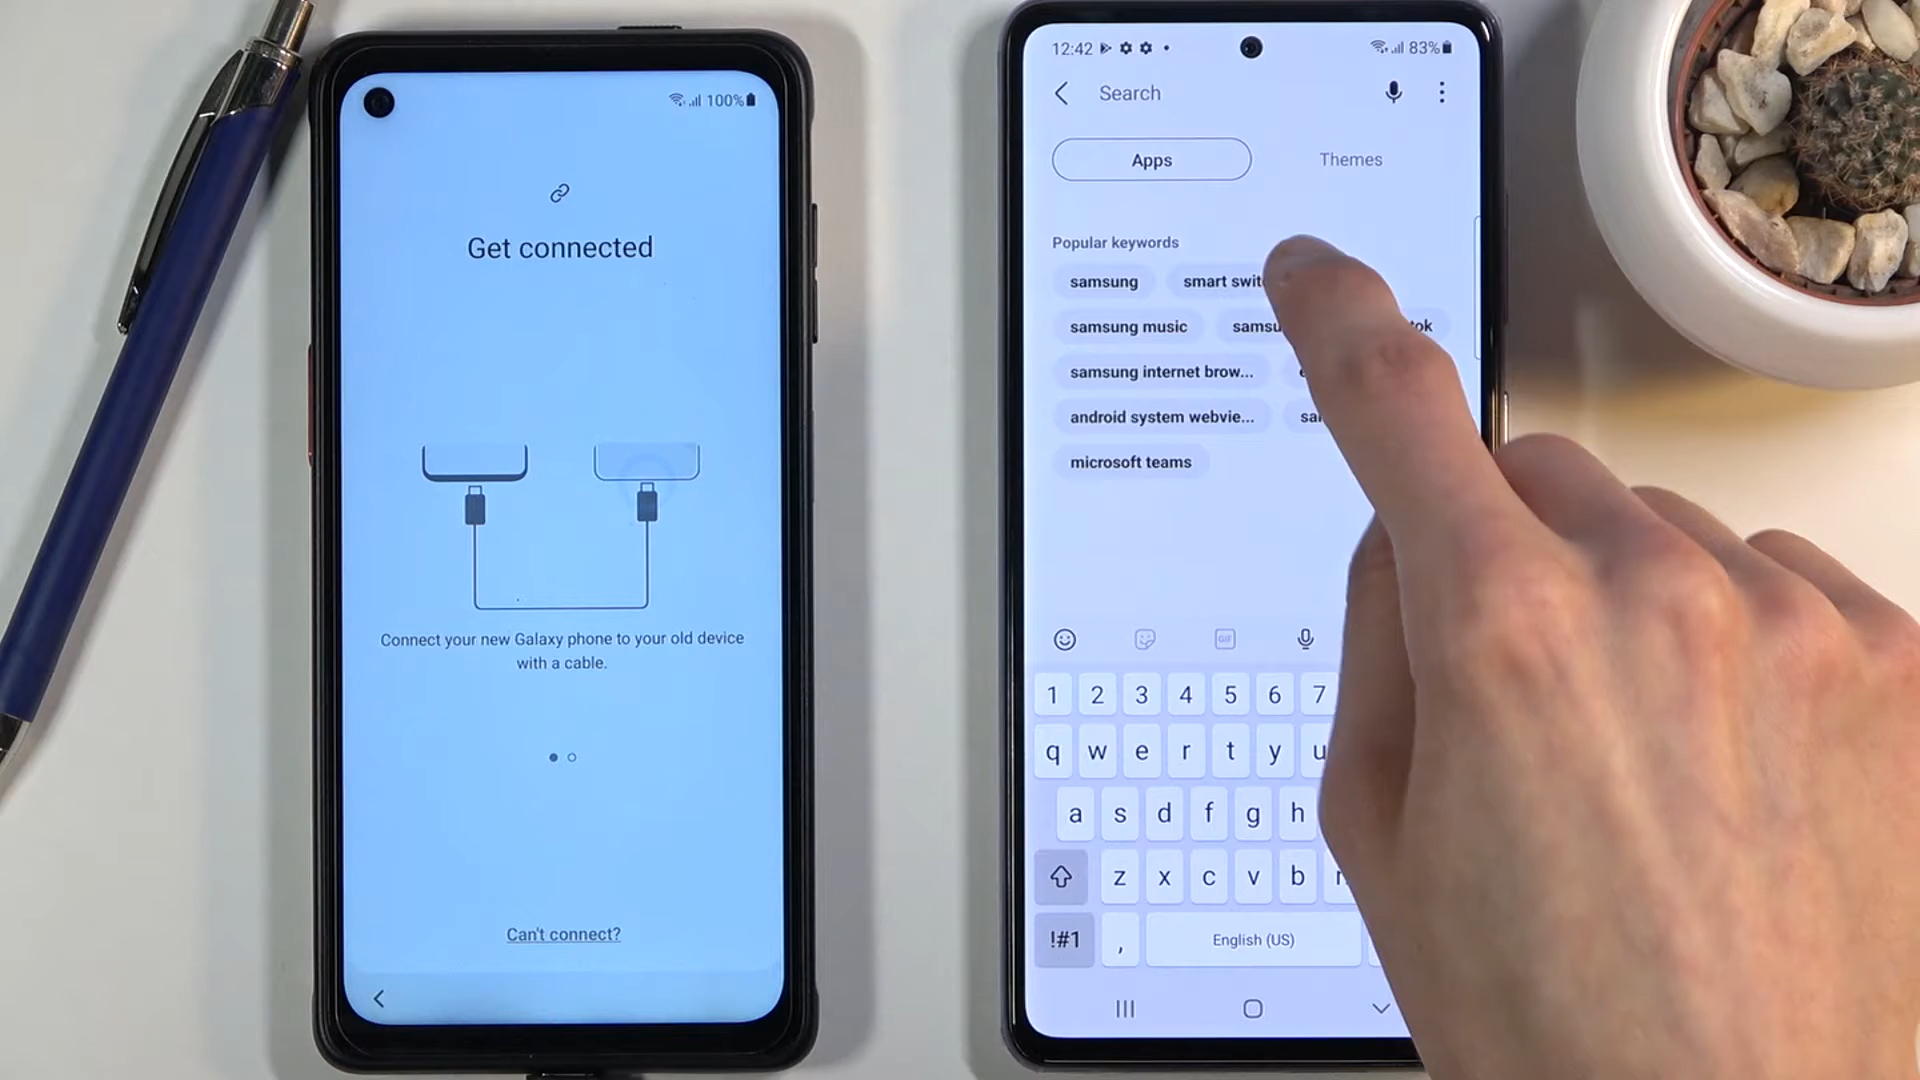 100%
Get connected
Connect your new Galaxy phone to your old device
with a cable.
Can't connect?
12:42
83%
Search
Apps
Themes
Popular keywords
samsung
smart
samsung music
samsung internet brow...
android system webvie...
microsoft teams
GIF
1 2 3 4 5 6 7
q w e r t y u
a s d f g h
z x c v b
!#1 , English (US)